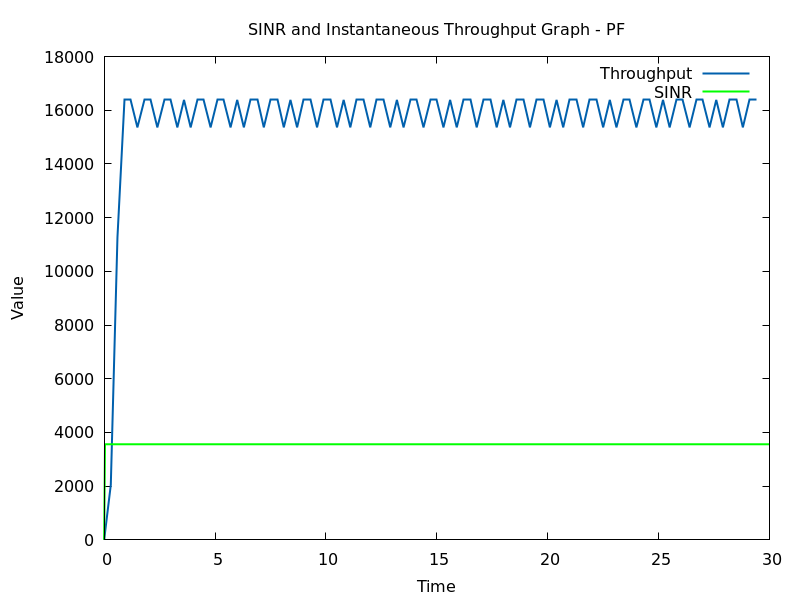 SINR and Instantaneous Throughput Graph - PF
18000
16000
14000
12000
10000
8000
6000
4000
2000
0
Throughput
SINR
Value
0 5 10 15 20 25 30
Time